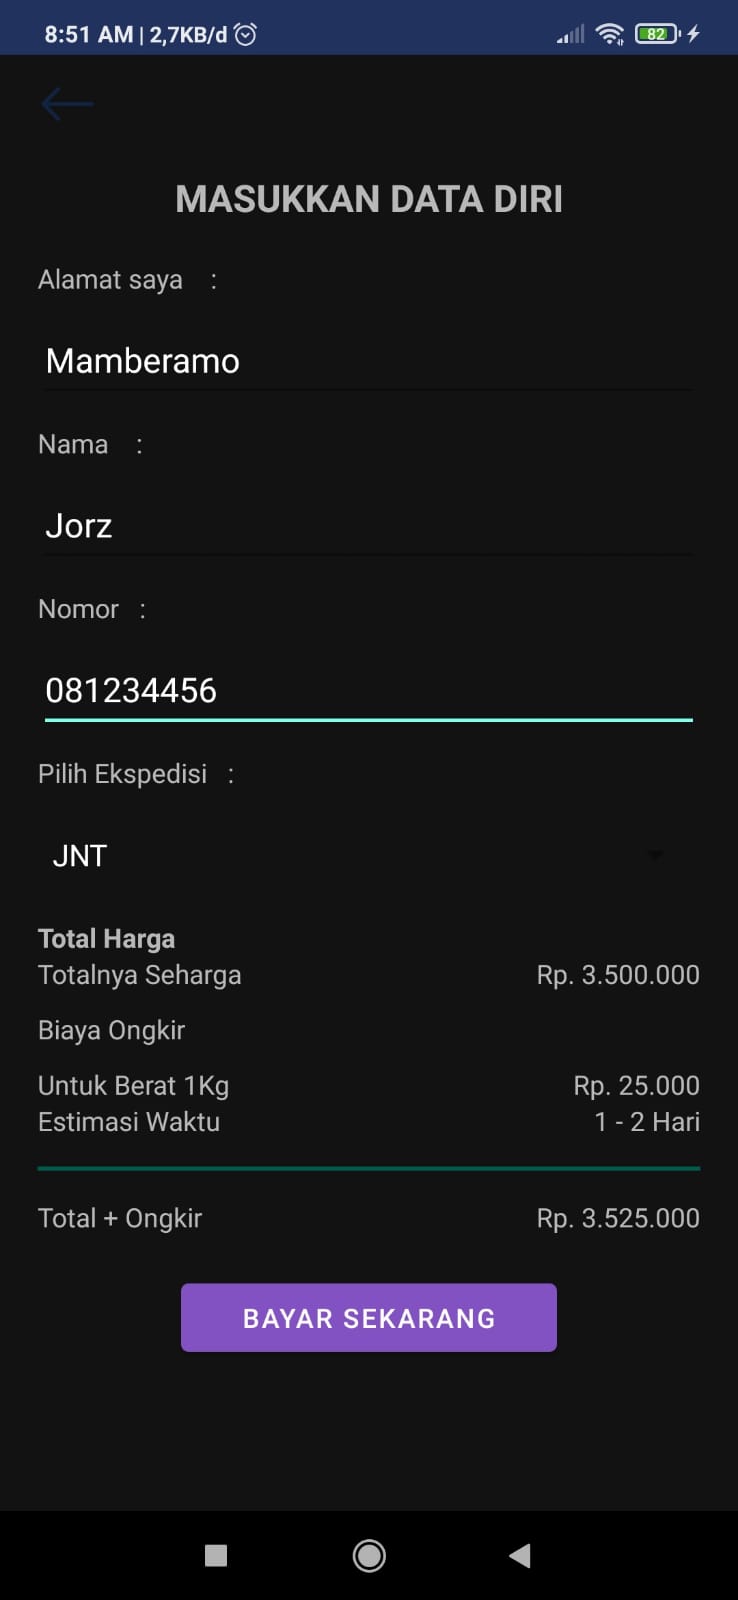 8:51 AM | 2,7KB/d
82
MASUKKAN DATA DIRI
Alamat saya :
Mamberamo
Nama :
Jorz
Nomor :
081234456
Pilih Ekspedisi :
JNT
Total Harga
Totalnya Seharga Rp. 3.500.000
Biaya Ongkir
Untuk Berat 1Kg Rp. 25.000
Estimasi Waktu 1 - 2 Hari
Total + Ongkir Rp. 3.525.000
BAYAR SEKARANG